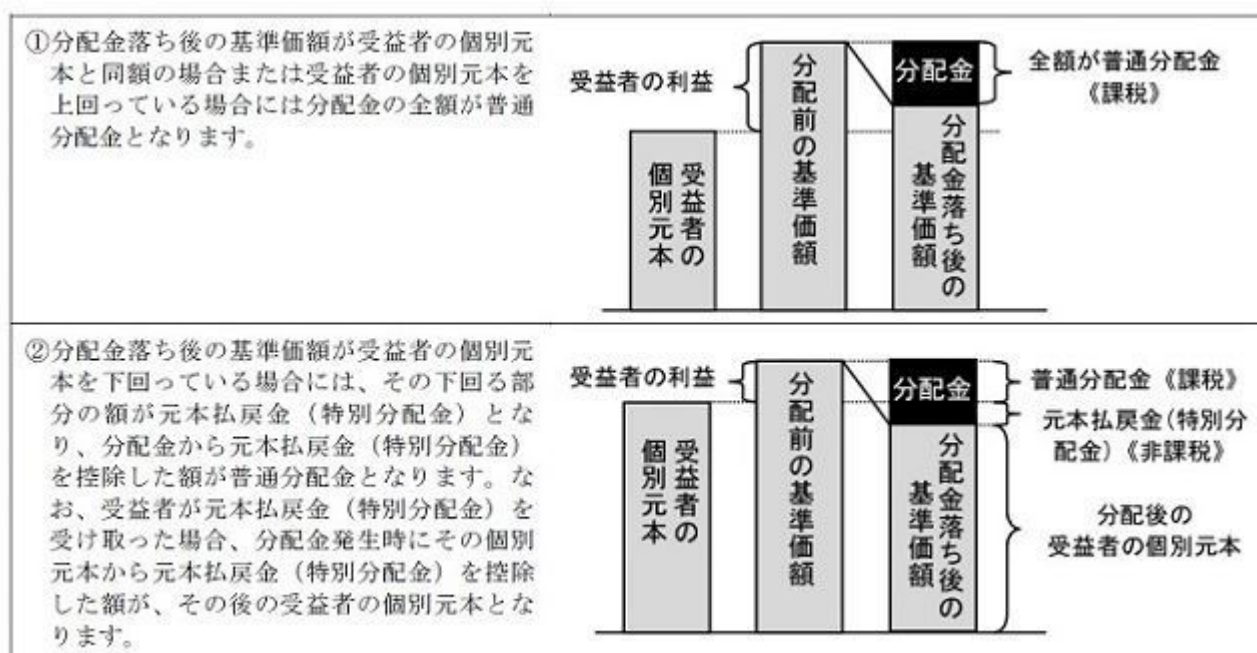 ①分配金落ち後の基準価額が受益者の個別元
本と同額の場合または受益者の個別元本を
上回っている場合には分配金の全額が普通
分配金となります。
受益者の利益
受益者の
個別元本
分配前の基準価額
分配金
分配金落ち後の
基準価額
全額が普通分配金
《課税》
②分配金落ち後の基準価額が受益者の個別元
本を下回っている場合には、その下回る部
分の額が元本払戻金（特別分配金）とな
り、分配金から元本払戻金（特別分配金）
を控除した額が普通分配金となります。な
お、受益者が元本払戻金（特別分配金）を
受け取った場合、分配金発生時にその個別
元本から元本払戻金（特別分配金）を控除
した額が、その後の受益者の個別元本とな
ります。
受益者の利益
受益者の
個別元本
分配前の基準価額
分配金
分配金落ち後の
基準価額
普通分配金《課税》
元本払戻金（特別分
配金）《非課税》
分配後の
受益者の個別元本